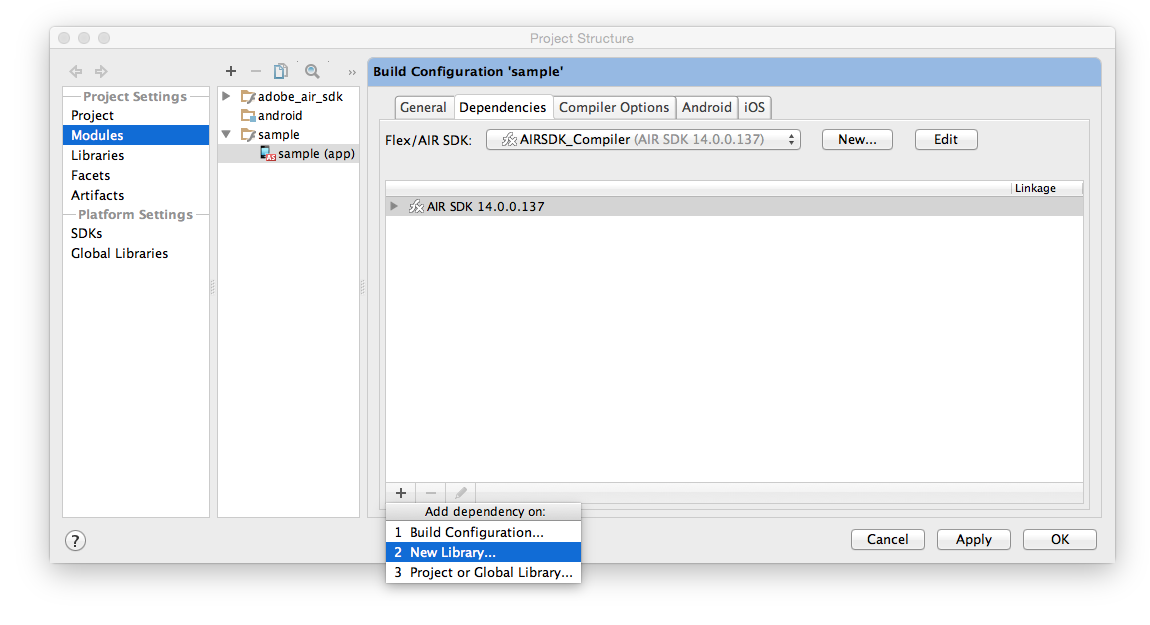 Project Structure
Project Settings
Project
Modules
Libraries
Facets
Artifacts
Platform Settings
SDKs
Global Libraries
adobe_air_sdk
android
sample
sample (app)
Build Configuration 'sample'
General Dependencies Compiler Options Android iOS
Flex/AIR SDK: AIRSDK_Compiler (AIR SDK 14.0.0.137) New... Edit
Linkage
AIR SDK 14.0.0.137
Add dependency on:
1 Build Configuration...
2 New Library...
3 Project or Global Library...
? Cancel Apply OK